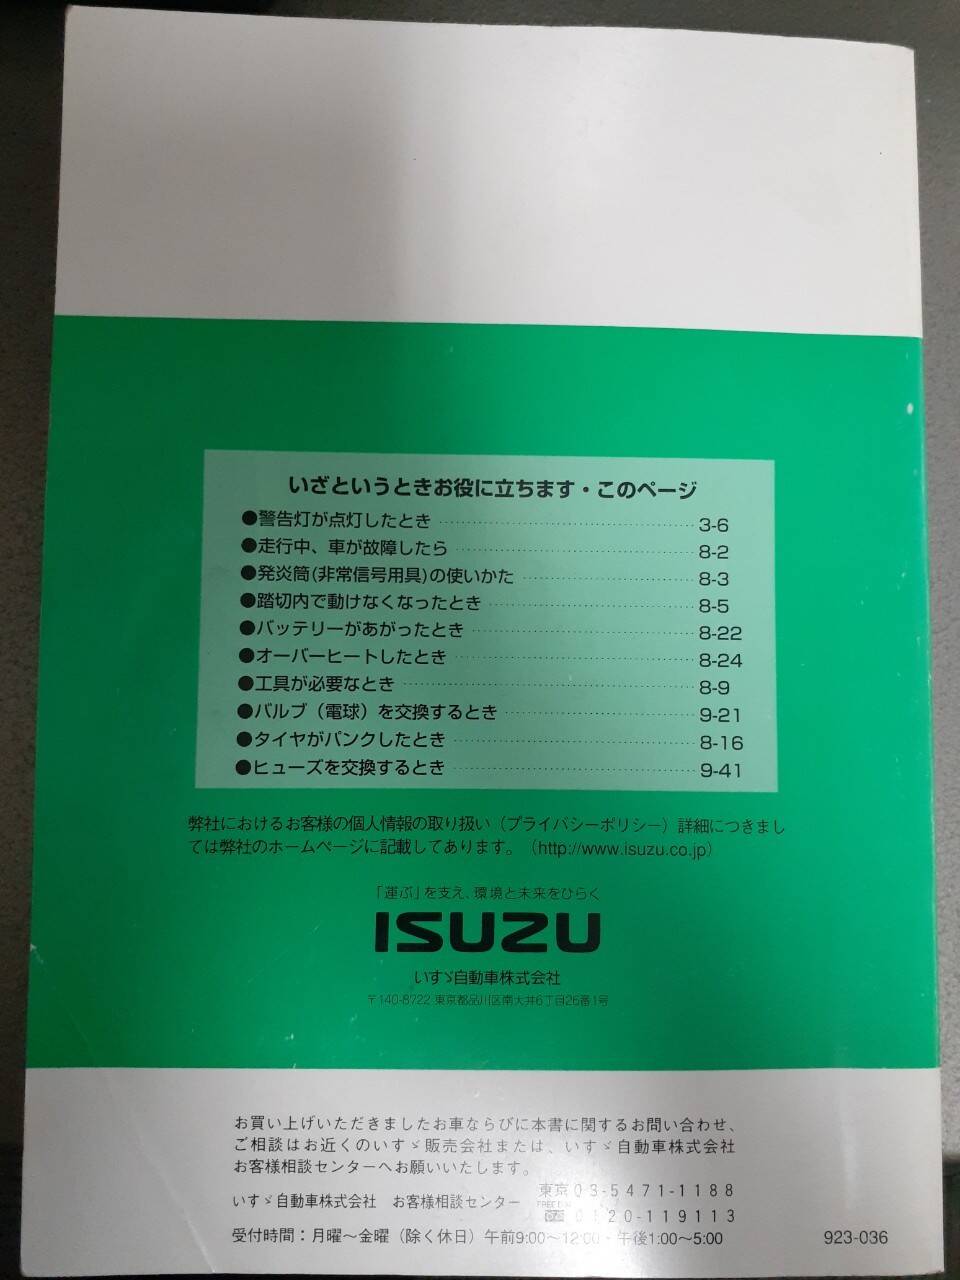 いざというときお役に立ちます・このページ
●警告灯が点灯したとき 3-6
●走行中、車が故障したら 8-2
●発炎筒(非常信号用具)の使いかた 8-3
●踏切内で動けなくなったとき 8-5
●バッテリーがあがったとき 8-22
●オーバーヒートしたとき 8-24
●工具が必要なとき 8-9
●バルブ（電球）を交換するとき 9-21
●タイヤがパンクしたとき 8-16
●ヒューズを交換するとき 9-41
弊社におけるお客様の個人情報の取り扱い（プライバシーポリシー）詳細につきまし
ては弊社のホームページに記載してあります。（http://www.isuzu.co.jp）
「運ぶ」を支え、環境と未来をひらく
ISUZU
いすゞ自動車株式会社
〒140-8722 東京都品川区南大井6丁目26番1号
お買い上げいただきましたお車ならびに本書に関するお問い合わせ、
ご相談はお近くのいすゞ販売会社または、いすゞ自動車株式会社
お客様相談センターへお願いいたします。
いすゞ自動車株式会社 お客様相談センター 東京 03-5471-1188
0120-119113
受付時間：月曜～金曜（除く休日）午前9:00～12:00・午後1:00～5:00
923-036